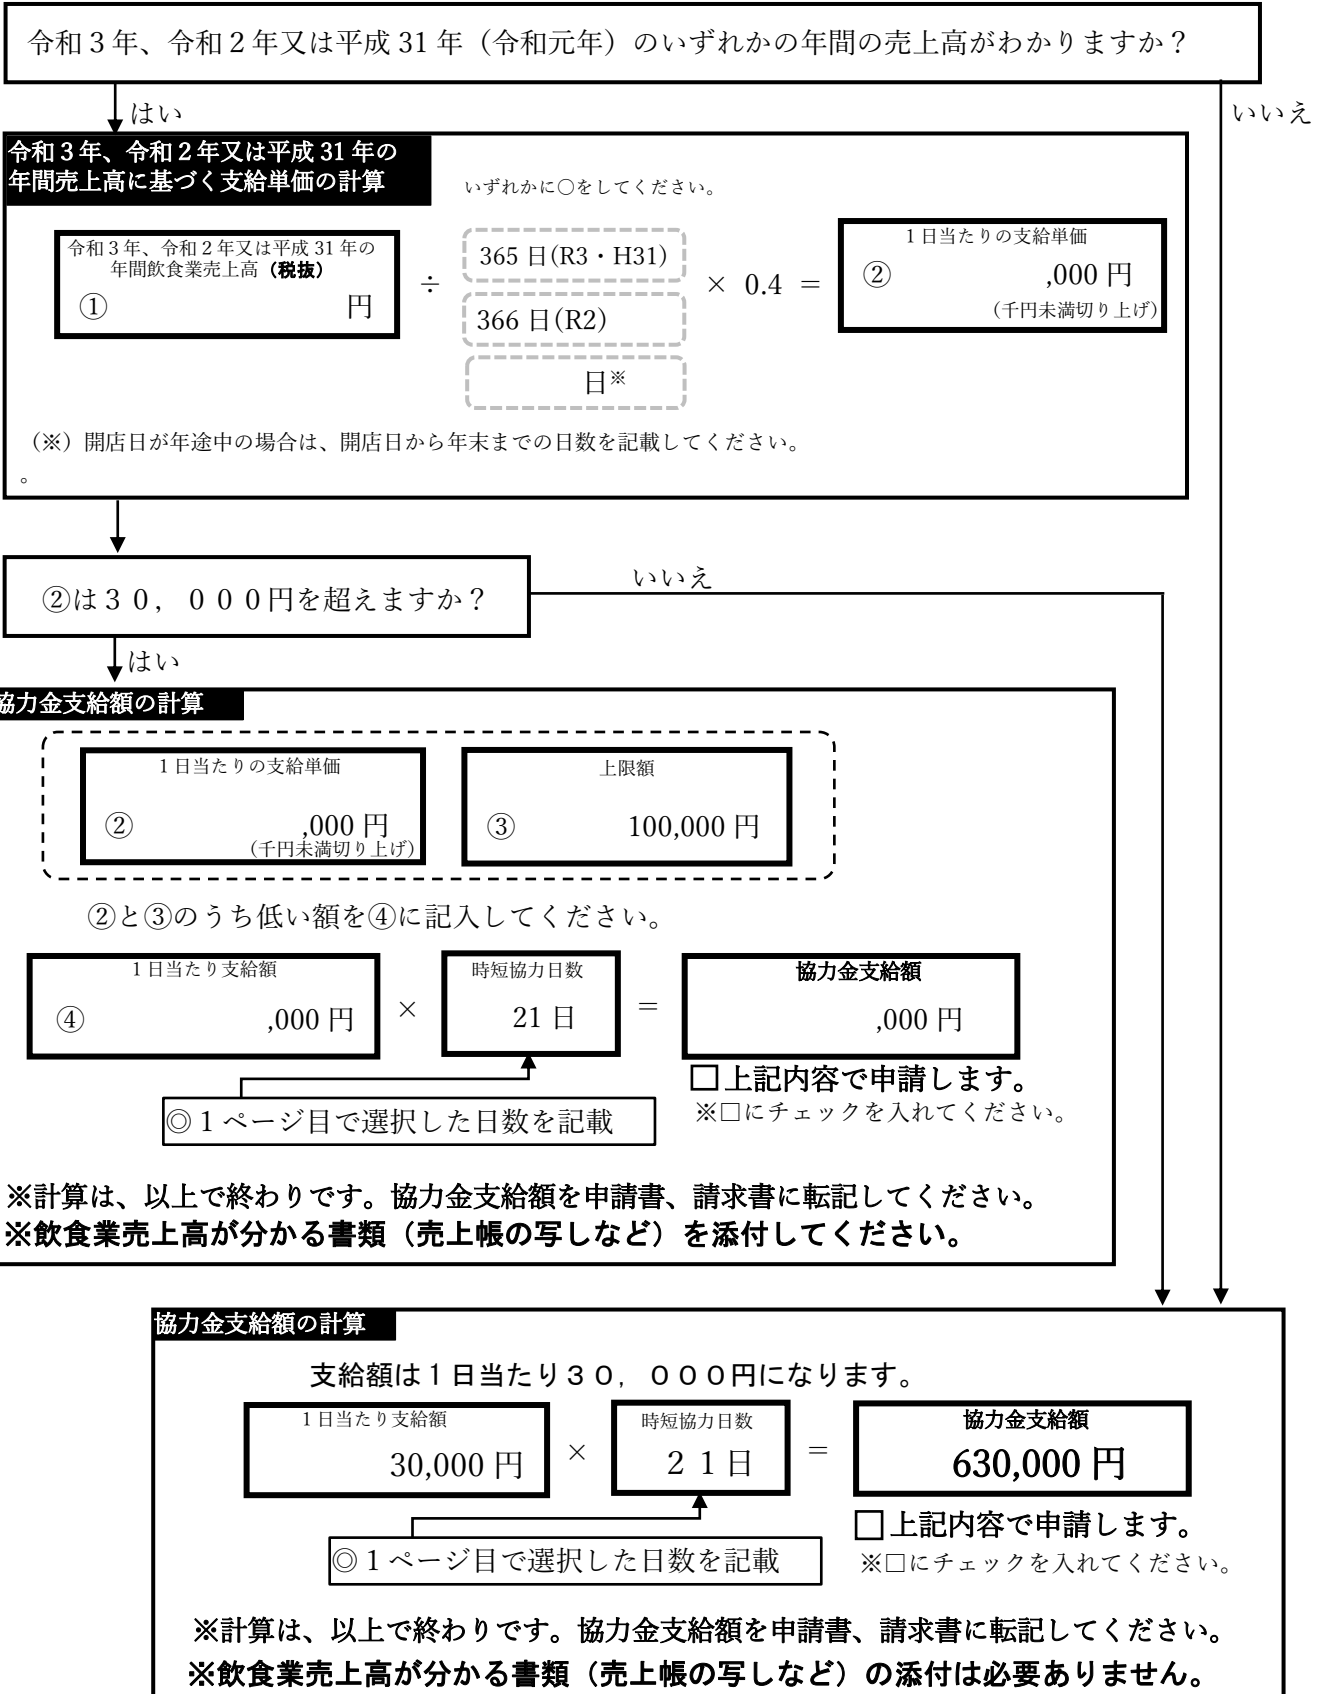 令和３年、令和２年又は平成 31 年（令和元年）のいずれかの年間の売上高がわかりますか？
はい
いいえ
令和３年、令和２年又は平成 31 年の
年間売上高に基づく支給単価の計算
いずれかに○をしてください。
令和３年、令和２年又は平成 31 年の
年間飲食業売上高（税抜）
① 円
÷
365 日(R3・H31)
366 日(R2)
日※
× 0.4 ＝
１日当たりの支給単価
② ,000 円
（千円未満切り上げ）
（※）開店日が年途中の場合は、開店日から年末までの日数を記載してください。
。
②は３０，０００円を超えますか？
いいえ
はい
協力金支給額の計算
１日当たりの支給単価
② ,000 円
（千円未満切り上げ）
上限額
③ 100,000 円
②と③のうち低い額を④に記入してください。
１日当たり支給額
④ ,000 円
×
時短協力日数
21 日
＝
協力金支給額
,000 円
□上記内容で申請します。
※□にチェックを入れてください。
◎１ページ目で選択した日数を記載
※計算は、以上で終わりです。協力金支給額を申請書、請求書に転記してください。
※飲食業売上高が分かる書類（売上帳の写しなど）を添付してください。
協力金支給額の計算
支給額は１日当たり３０，０００円になります。
１日当たり支給額
30,000 円
×
時短協力日数
２１日
＝
協力金支給額
630,000 円
□上記内容で申請します。
※□にチェックを入れてください。
◎１ページ目で選択した日数を記載
※計算は、以上で終わりです。協力金支給額を申請書、請求書に転記してください。
※飲食業売上高が分かる書類（売上帳の写しなど）の添付は必要ありません。